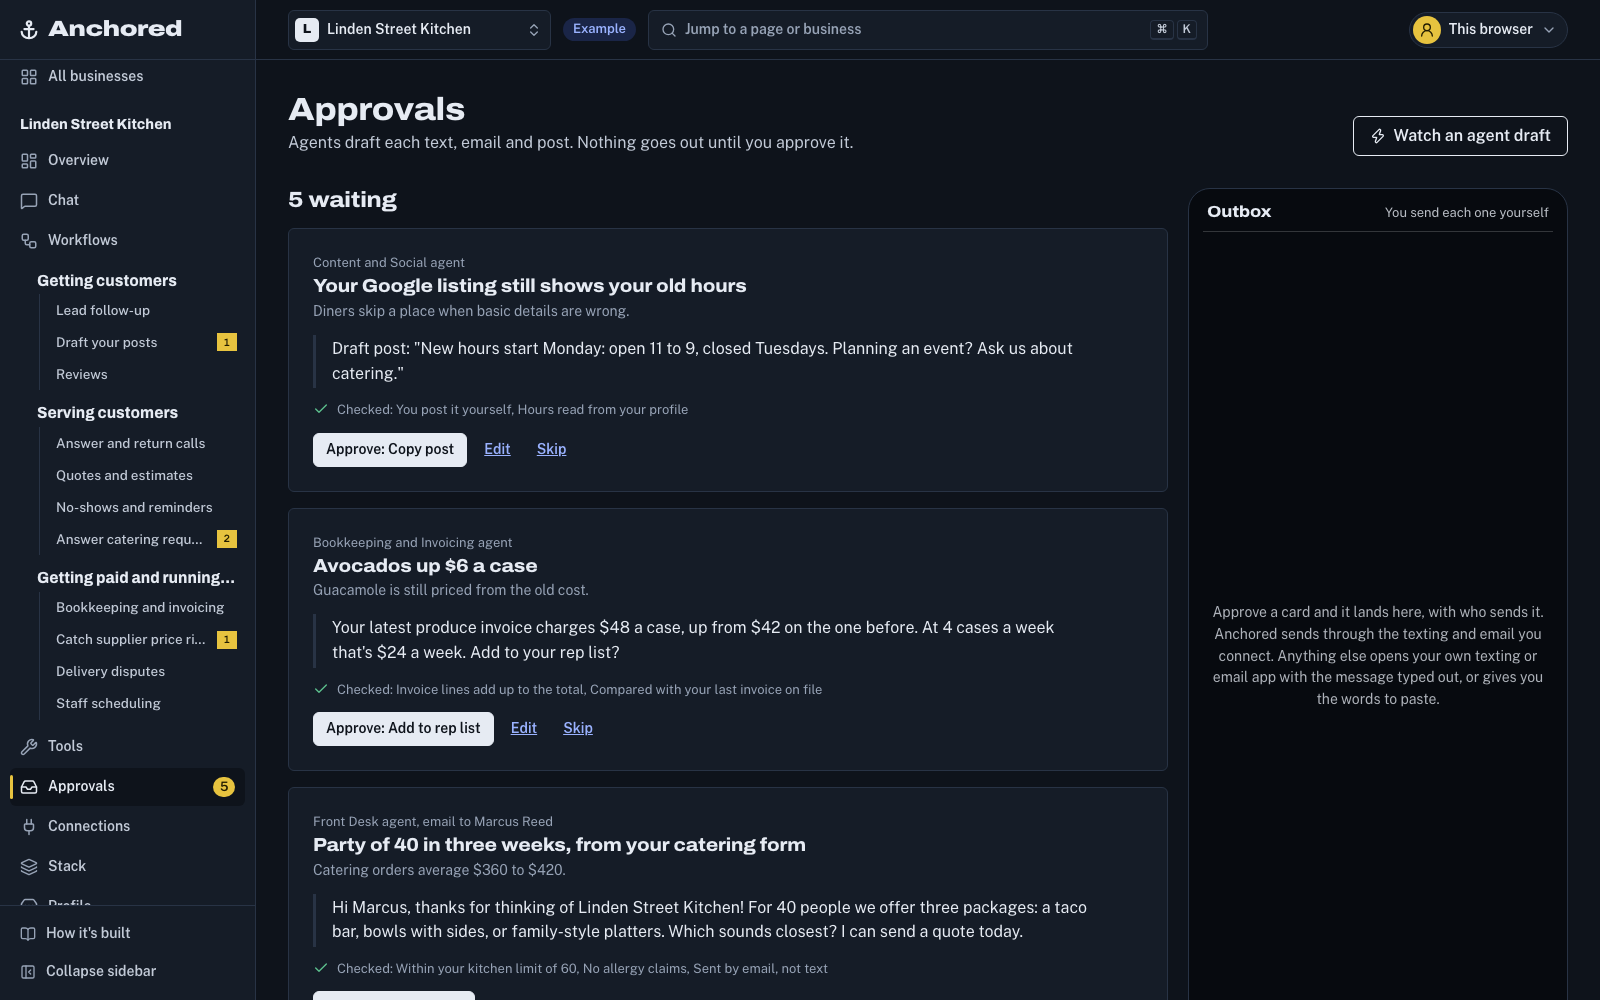 Anchored
Linden Street Kitchen
Example
Jump to a page or business
⌘ K
This browser
All businesses
Linden Street Kitchen
Overview
Chat
Workflows
Getting customers
Lead follow-up
Draft your posts 1
Reviews
Serving customers
Answer and return calls
Quotes and estimates
No-shows and reminders
Answer catering requ... 2
Getting paid and running...
Bookkeeping and invoicing
Catch supplier price ri... 1
Delivery disputes
Staff scheduling
Tools
Approvals 5
Connections
Stack
Profile
How it's built
Collapse sidebar
Approvals
Agents draft each text, email and post. Nothing goes out until you approve it.
Watch an agent draft
5 waiting
Content and Social agent
Your Google listing still shows your old hours
Diners skip a place when basic details are wrong.
Draft post: "New hours start Monday: open 11 to 9, closed Tuesdays. Planning an event? Ask us about
catering."
Checked: You post it yourself, Hours read from your profile
Approve: Copy post Edit Skip
Bookkeeping and Invoicing agent
Avocados up $6 a case
Guacamole is still priced from the old cost.
Your latest produce invoice charges $48 a case, up from $42 on the one before. At 4 cases a week
that's $24 a week. Add to your rep list?
Checked: Invoice lines add up to the total, Compared with your last invoice on file
Approve: Add to rep list Edit Skip
Front Desk agent, email to Marcus Reed
Party of 40 in three weeks, from your catering form
Catering orders average $360 to $420.
Hi Marcus, thanks for thinking of Linden Street Kitchen! For 40 people we offer three packages: a taco
bar, bowls with sides, or family-style platters. Which sounds closest? I can send a quote today.
Checked: Within your kitchen limit of 60, No allergy claims, Sent by email, not text
Outbox
You send each one yourself
Approve a card and it lands here, with who sends it.
Anchored sends through the texting and email you
connect. Anything else opens your own texting or
email app with the message typed out, or gives you
the words to paste.